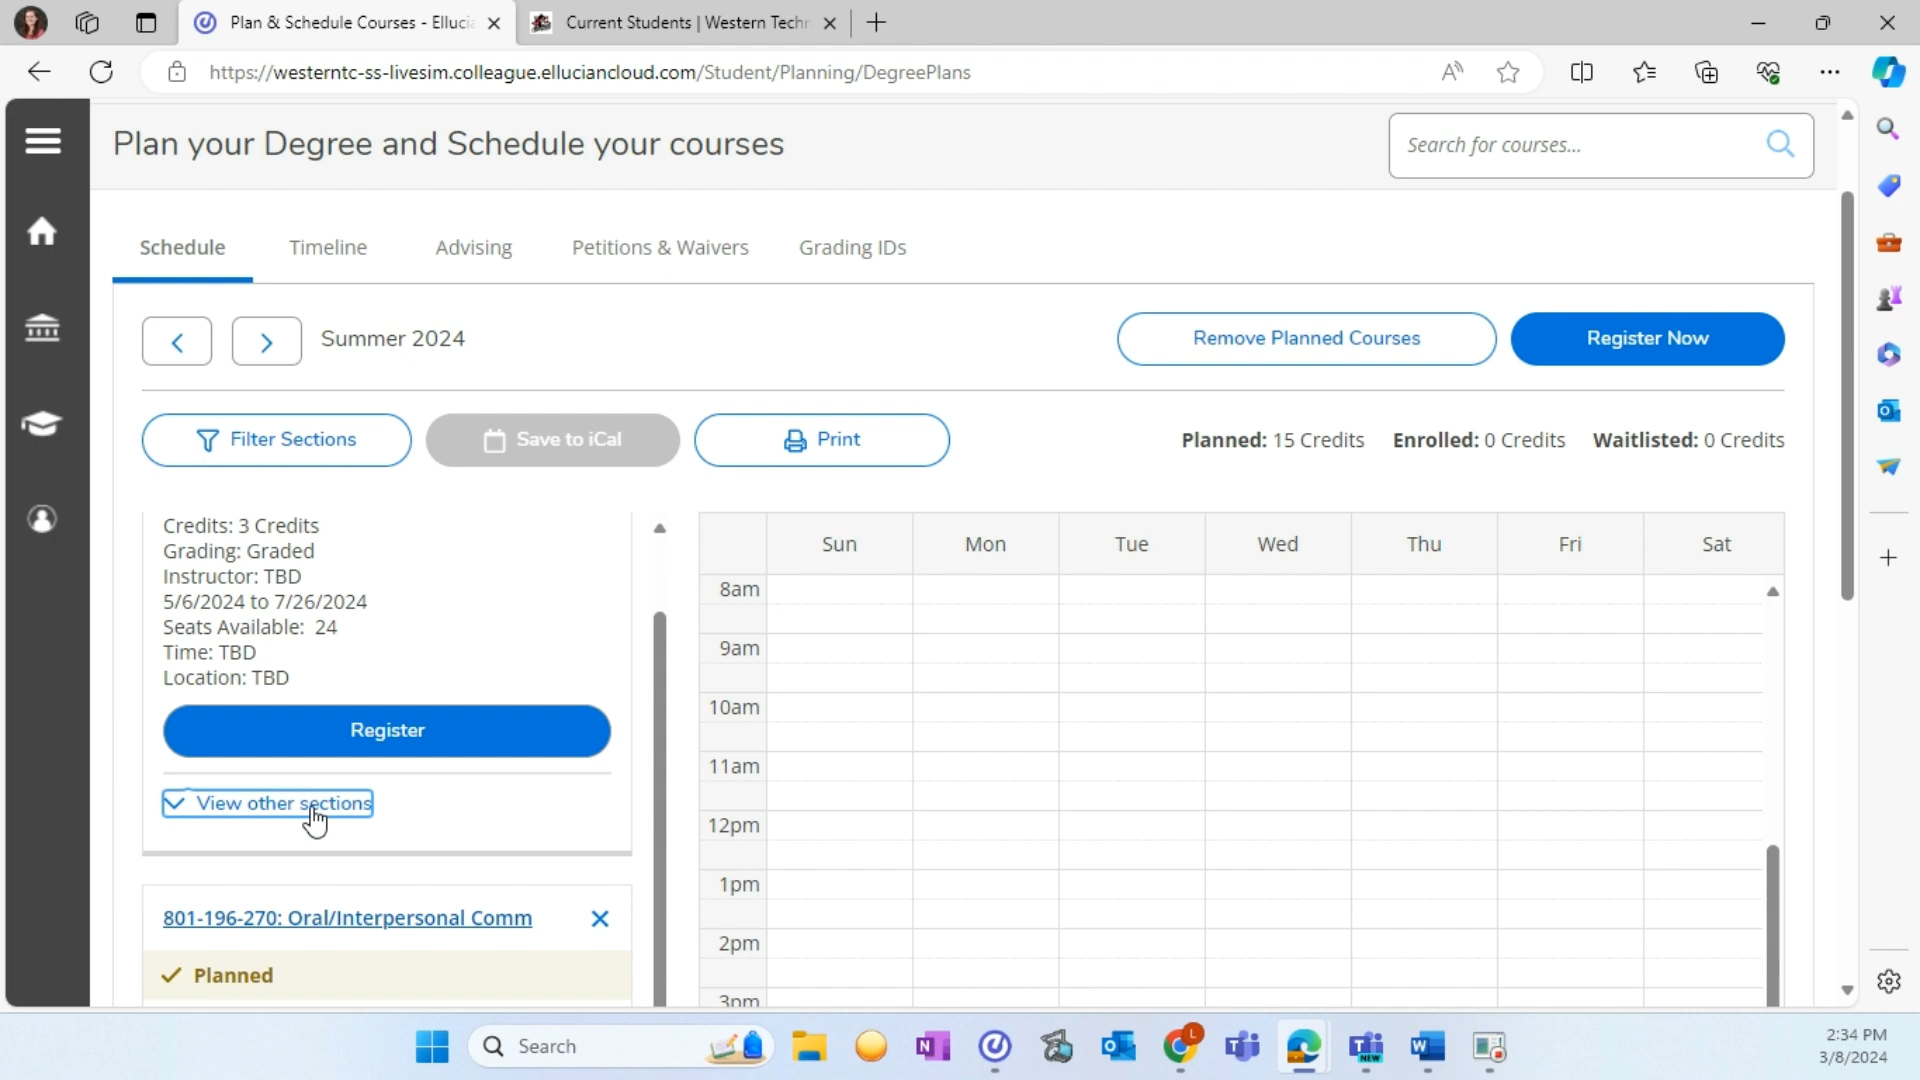 Plan & Schedule Courses - Ellucia
Current Students | Western Techn
https://westerntc-ss-livesim.colleague.elluciancloud.com/Student/Planning/DegreePlans
Plan your Degree and Schedule your courses
Search for courses...
Schedule
Timeline
Advising
Petitions & Waivers
Grading IDs
Summer 2024
Remove Planned Courses
Register Now
Filter Sections
Save to iCal
Print
Planned: 15 Credits
Enrolled: 0 Credits
Waitlisted: 0 Credits
Credits: 3 Credits
Grading: Graded
Instructor: TBD
5/6/2024 to 7/26/2024
Seats Available: 24
Time: TBD
Location: TBD
Register
View other sections
801-196-270: Oral/Interpersonal Comm
Planned
Sun
Mon
Tue
Wed
Thu
Fri
Sat
8am
9am
10am
11am
12pm
1pm
2pm
3pm
Search
L
NEW
2:34 PM
3/8/2024